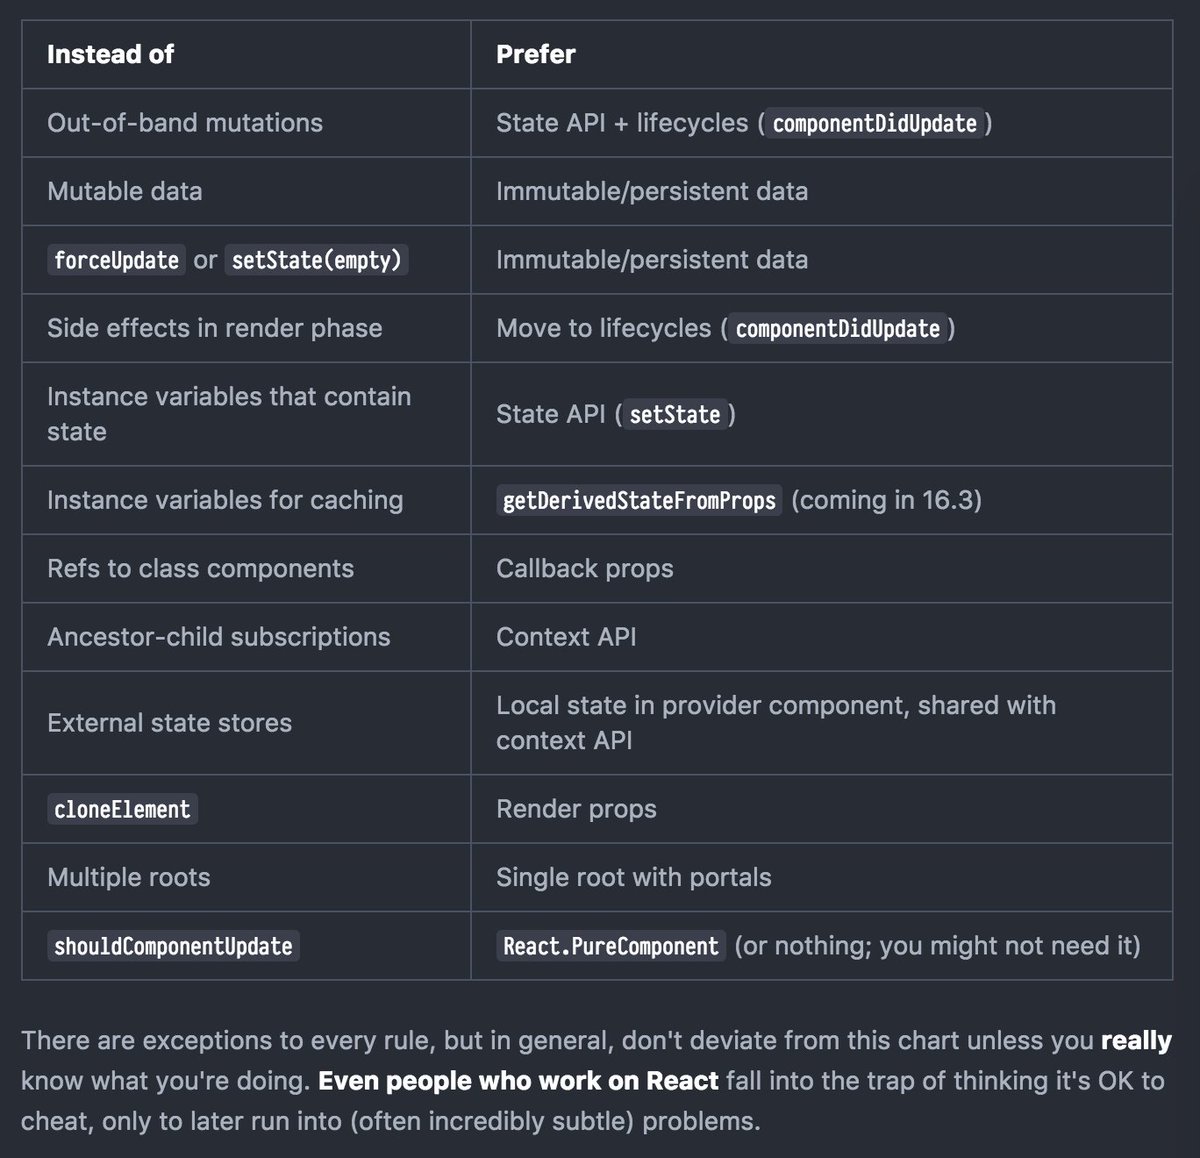 Instead of
Prefer
Out-of-band mutations
State API + lifecycles (componentDidUpdate)
Mutable data
Immutable/persistent data
forceUpdate or setState(empty)
Immutable/persistent data
Side effects in render phase
Move to lifecycles (componentDidUpdate)
Instance variables that contain
state
State API (setState)
Instance variables for caching
getDerivedStateFromProps (coming in 16.3)
Refs to class components
Callback props
Ancestor-child subscriptions
Context API
External state stores
Local state in provider component, shared with
context API
cloneElement
Render props
Multiple roots
Single root with portals
shouldComponentUpdate
React.PureComponent (or nothing; you might not need it)
There are exceptions to every rule, but in general, don't deviate from this chart unless you really
know what you're doing. Even people who work on React fall into the trap of thinking it's OK to
cheat, only to later run into (often incredibly subtle) problems.